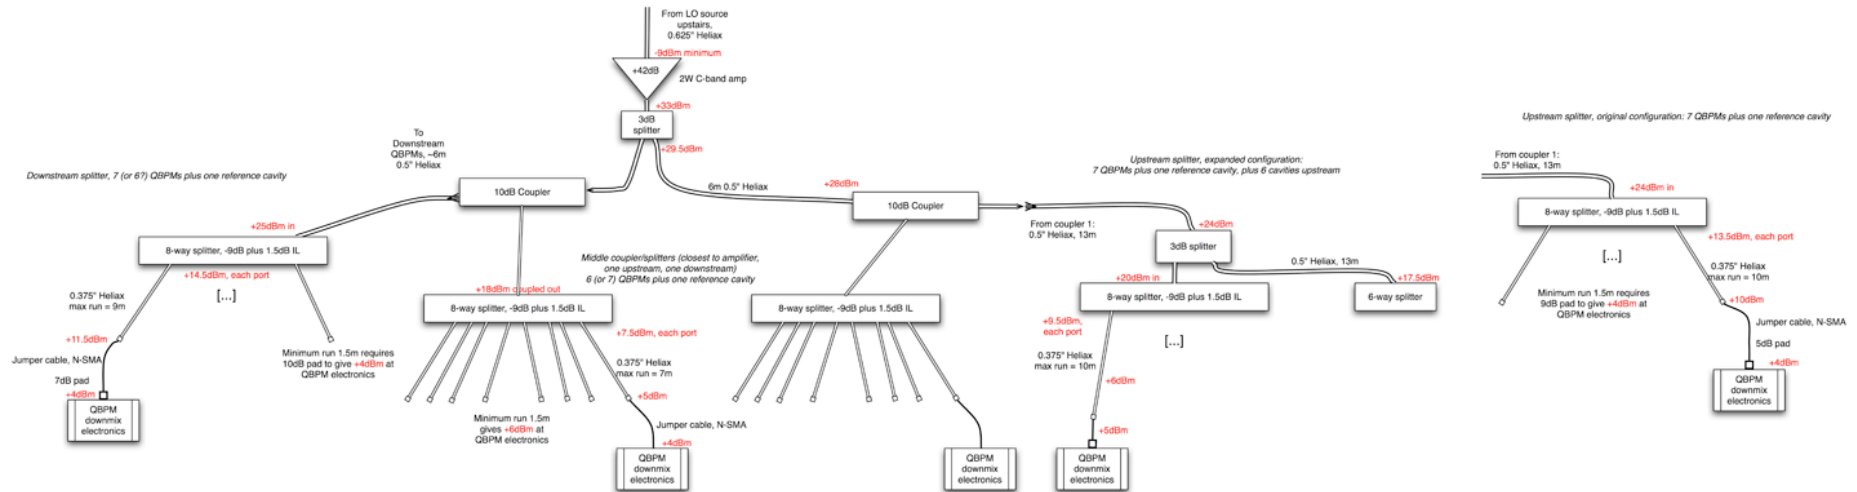 From LO source
upstairs,
0.625" Heliax
-9dBm minimum
+42dB
2W C-band amp
+33dBm
3dB
splitter
+29.5dBm
To
Downstream
QBPMs, ~6m
0.5" Heliax
Downstream splitter, 7 (or 6?) QBPMs plus one reference cavity
10dB Coupler
6m 0.5" Heliax
+28dBm
10dB Coupler
+25dBm in
8-way splitter, -9dB plus 1.5dB IL
+14.5dBm, each port
[...]
0.375" Heliax
max run = 9m
+11.5dBm
Jumper cable, N-SMA
7dB pad
+4dBm
QBPM
downmix
electronics
Minimum run 1.5m requires
10dB pad to give +4dBm at
QBPM electronics
Middle coupler/splitters (closest to amplifier,
one upstream, one downstream)
6 (or 7) QBPMs plus one reference cavity
+18dBm coupled out
8-way splitter, -9dB plus 1.5dB IL
+7.5dBm, each port
0.375" Heliax
max run = 7m
+5dBm
Minimum run 1.5m
gives +6dBm at
QBPM electronics
Jumper cable, N-SMA
+4dBm
QBPM
downmix
electronics
8-way splitter, -9dB plus 1.5dB IL
QBPM
downmix
electronics
Upstream splitter, expanded configuration:
7 QBPMs plus one reference cavity, plus 6 cavities upstream
From coupler 1:
0.5" Heliax, 13m
+24dBm
3dB splitter
0.5" Heliax, 13m
+20dBm in
+17.5dBm
8-way splitter, -9dB plus 1.5dB IL
6-way splitter
+9.5dBm,
each port
[...]
0.375" Heliax
max run = 10m
+6dBm
+5dBm
QBPM
downmix
electronics
Upstream splitter, original configuration: 7 QBPMs plus one reference cavity
From coupler 1:
0.5" Heliax, 13m
+24dBm in
8-way splitter, -9dB plus 1.5dB IL
+13.5dBm, each port
[...]
0.375" Heliax
max run = 10m
Minimum run 1.5m requires
9dB pad to give +4dBm at
QBPM electronics
+10dBm
Jumper cable, N-SMA
5dB pad
+4dBm
QBPM
downmix
electronics